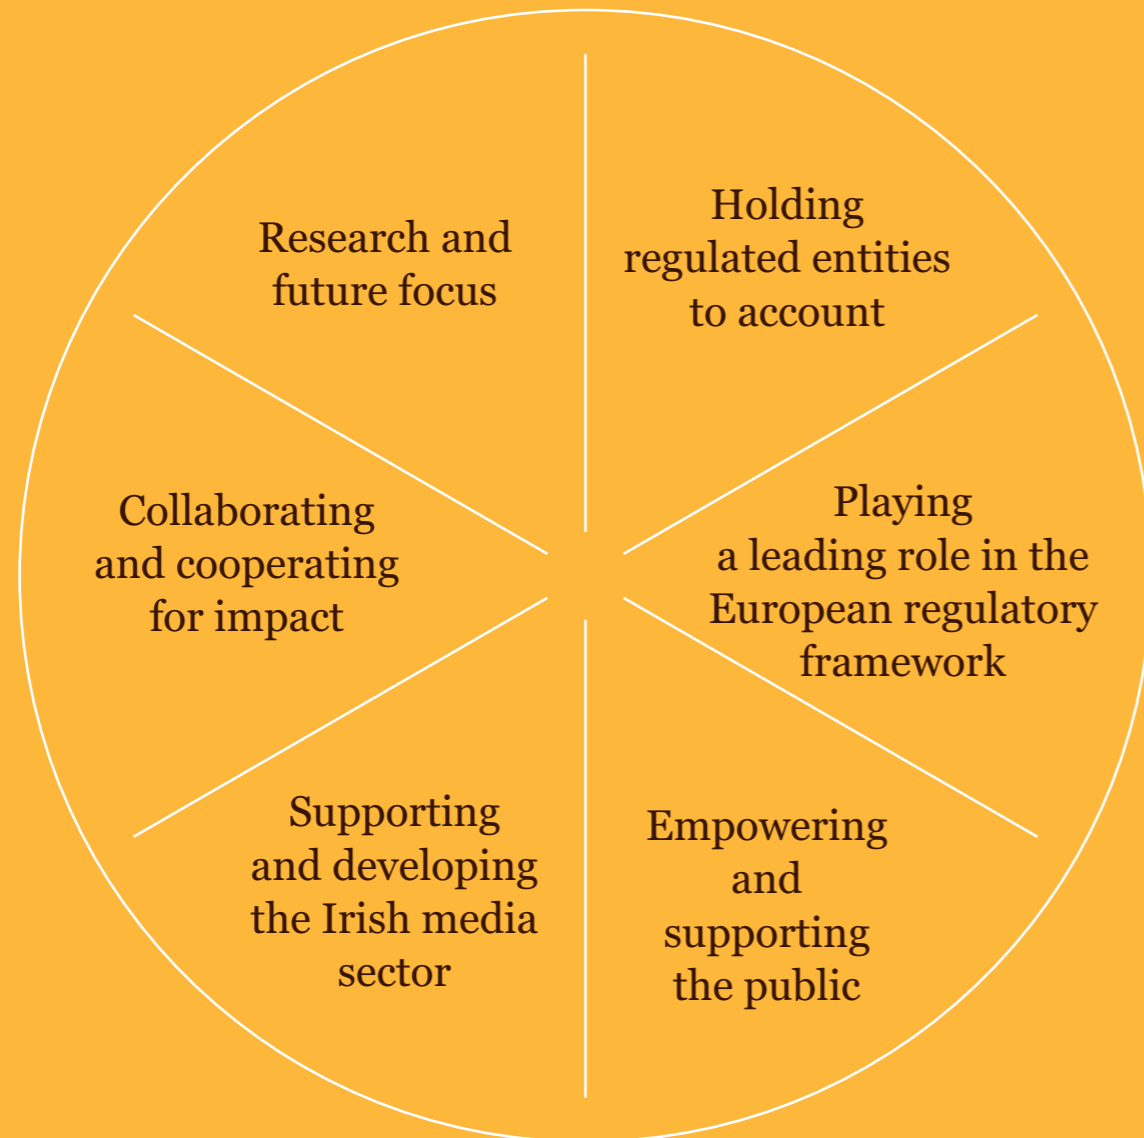 Research and
future focus
Holding
regulated entities
to account
Collaborating
and cooperating
for impact
Playing
a leading role in the
European regulatory
framework
Supporting
and developing
the Irish media
sector
Empowering
and
supporting
the public